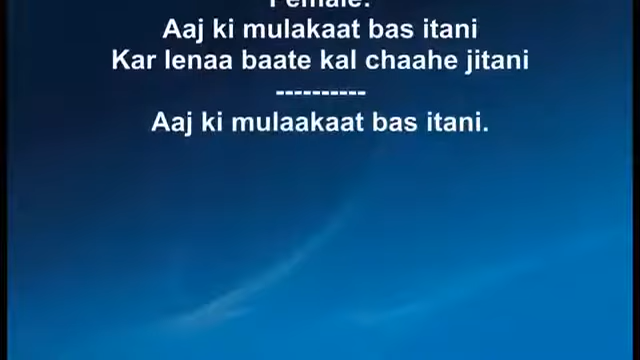 Female:
Aaj ki mulakaat bas itani
Kar lenaa baate kal chaahe jitani
----------
Aaj ki mulaakaat bas itani.